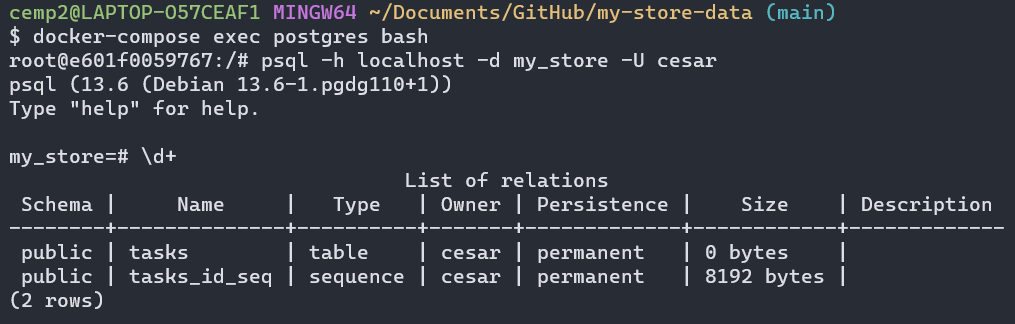 cemp2@LAPTOP-O57CEAF1 MINGW64 ~/Documents/GitHub/my-store-data (main)
$ docker-compose exec postgres bash
root@e601f0059767:/# psql -h localhost -d my_store -U cesar
psql (13.6 (Debian 13.6-1.pgdg110+1))
Type "help" for help.

my_store=# \d+
                                 List of relations
 Schema |     Name     |   Type   | Owner | Persistence |    Size    | Description
--------+--------------+----------+-------+-------------+------------+-------------
 public | tasks        | table    | cesar | permanent   | 0 bytes    |
 public | tasks_id_seq | sequence | cesar | permanent   | 8192 bytes |
(2 rows)